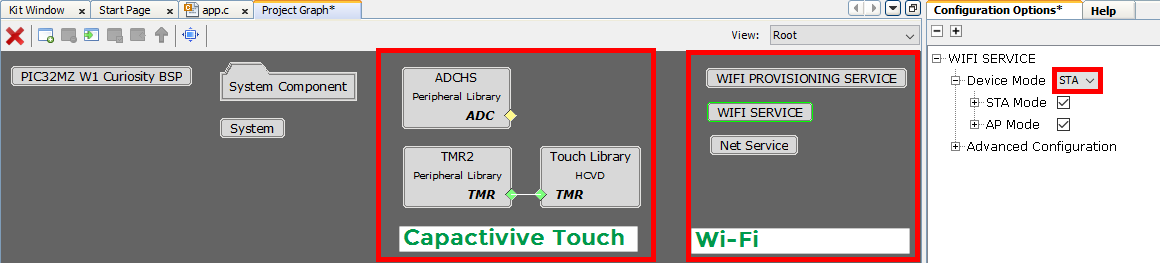 Kit Window x Start Page x app.c x Project Graph* x
View: Root
PIC32MZ W1 Curiosity BSP
System Component
System
ADCHS
Peripheral Library
ADC
TMR2
Peripheral Library
TMR
Touch Library
HCVD
TMR
Capactivive Touch
WIFI PROVISIONING SERVICE
WIFI SERVICE
Net Service
Wi-Fi
Configuration Options* x Help
WIFI SERVICE
Device Mode STA
STA Mode
AP Mode
Advanced Configuration